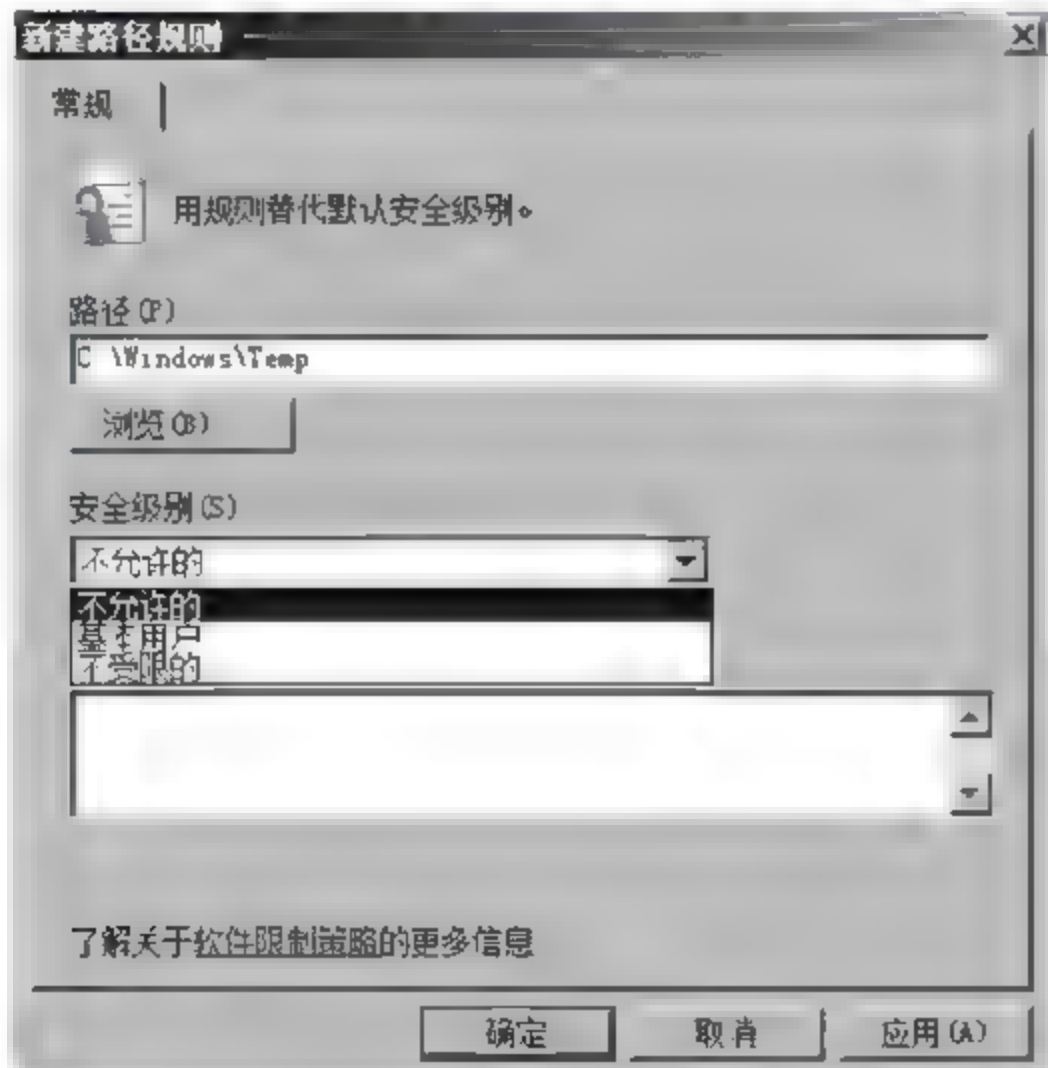 新建路径规则
常规
用规则替代默认安全级别。
路径(P)
C \Windows\Temp
浏览(B)
安全级别(S)
不允许的
不允许的
基本用户
不受限的
了解关于软件限制策略的更多信息
确定
取消
应用(A)